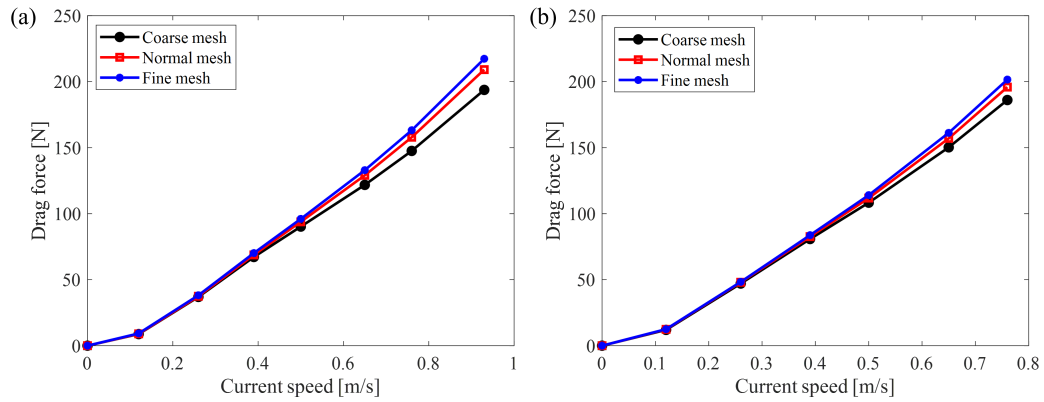 (a)
250
200
150
100
50
0
Drag force [N]
Coarse mesh
Normal mesh
Fine mesh
0 0.2 0.4 0.6 0.8 1
Current speed [m/s]
(b)
250
200
150
100
50
0
Drag force [N]
Coarse mesh
Normal mesh
Fine mesh
0 0.1 0.2 0.3 0.4 0.5 0.6 0.7 0.8
Current speed [m/s]